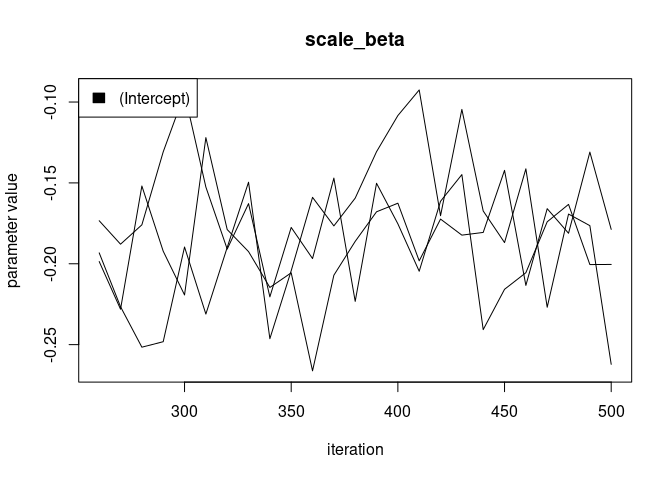 scale_beta
(Intercept)
-0.10
-0.15
-0.20
-0.25
parameter value
300 350 400 450 500
iteration